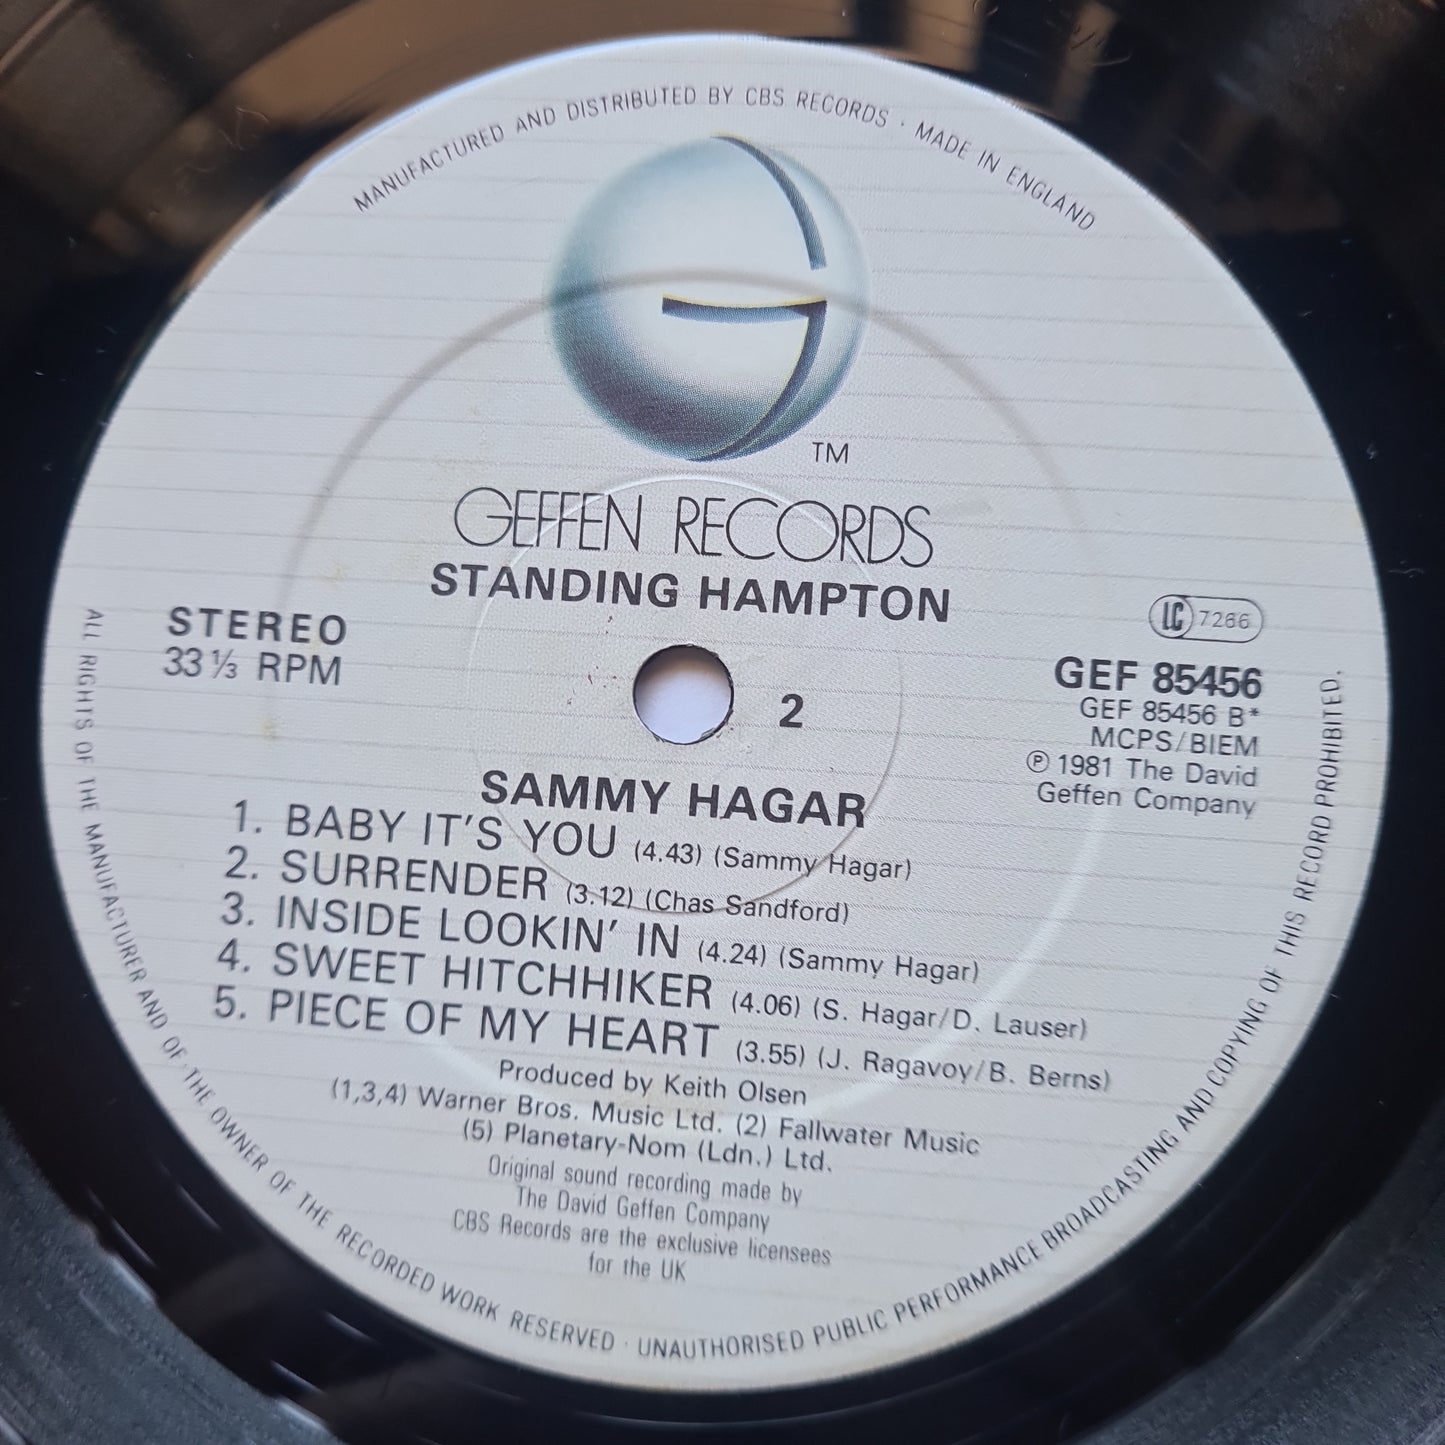 MANUFACTURED AND DISTRIBUTED BY CBS RECORDS · MADE IN ENGLAND
TM
GEFFEN RECORDS
STANDING HAMPTON
STEREO
33⅓ RPM
LC 7266
GEF 85456
GEF 85456 B*
MCPS/BIEM
℗ 1981 The David
Geffen Company
2
SAMMY HAGAR
1. BABY IT'S YOU (4.43) (Sammy Hagar)
2. SURRENDER (3.12) (Chas Sandford)
3. INSIDE LOOKIN' IN (4.24) (Sammy Hagar)
4. SWEET HITCHHIKER (4.06) (S. Hagar/D. Lauser)
5. PIECE OF MY HEART (3.55) (J. Ragavoy/B. Berns)
Produced by Keith Olsen
(1,3,4) Warner Bros. Music Ltd. (2) Fallwater Music
(5) Planetary-Nom (Ldn.) Ltd.
Original sound recording made by
The David Geffen Company
CBS Records are the exclusive licensees
for the UK
ALL RIGHTS OF THE MANUFACTURER AND OF THE OWNER OF THE RECORDED WORK RESERVED · UNAUTHORISED PUBLIC PERFORMANCE BROADCASTING AND COPYING OF THIS RECORD PROHIBITED.